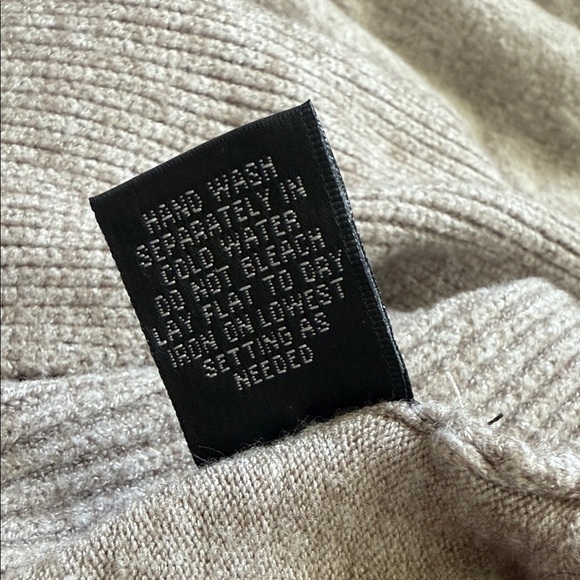 HAND WASH
SEPARATELY IN
COLD WATER
DO NOT BLEACH
LAY FLAT TO DRY
IRON ON LOWEST
SETTING AS
NEEDED